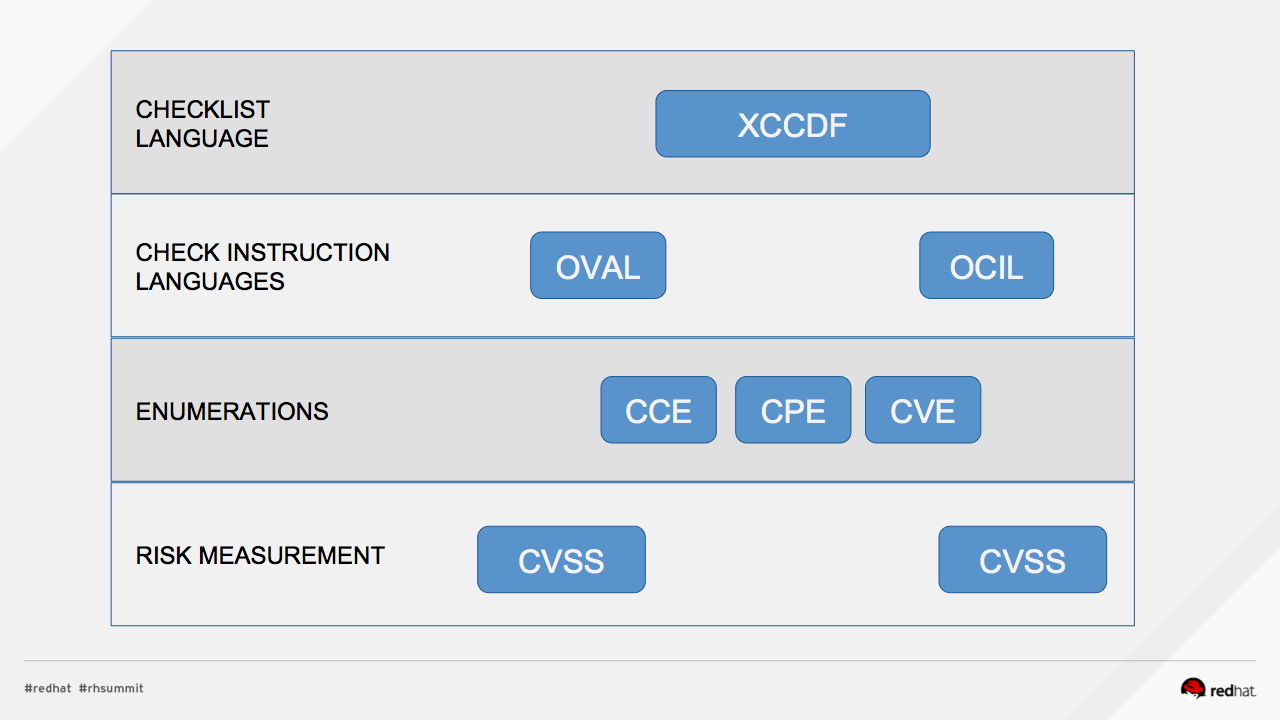 CHECKLIST
LANGUAGE
XCCDF
CHECK INSTRUCTION
LANGUAGES
OVAL
OCIL
ENUMERATIONS
CCE
CPE
CVE
RISK MEASUREMENT
CVSS
CVSS
#redhat #rhsummit
redhat.